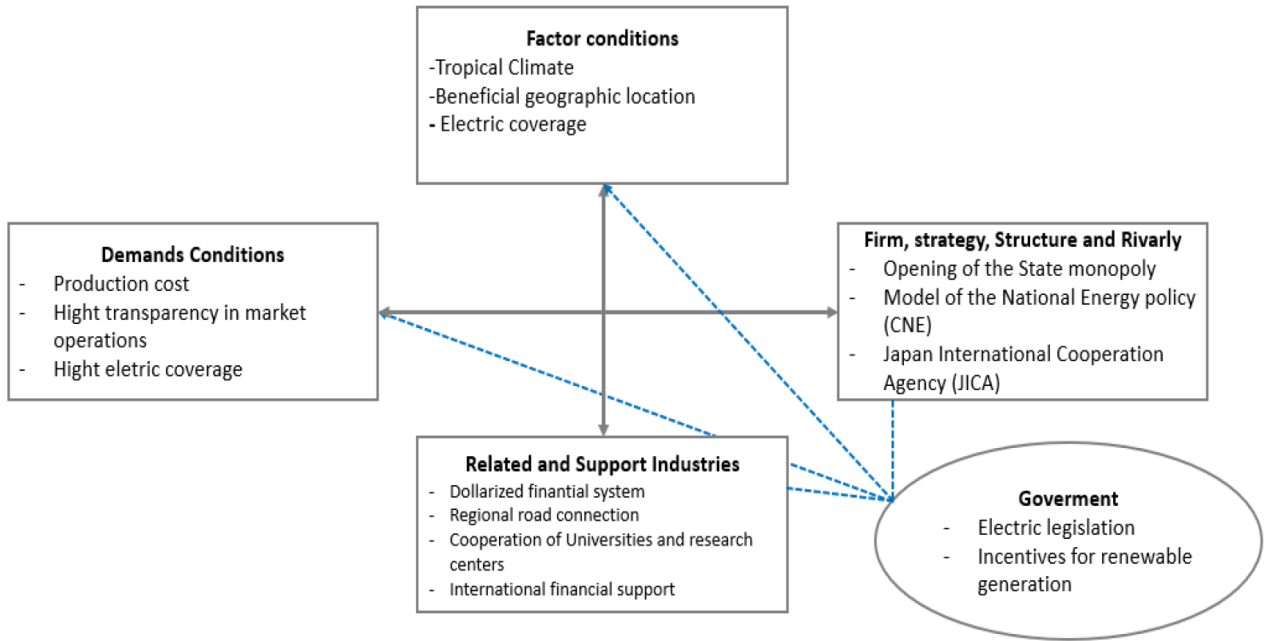 Factor conditions
-Tropical Climate
-Beneficial geographic location
- Electric coverage
Demands Conditions
- Production cost
- Hight transparency in market
operations
- Hight eletric coverage
Firm, strategy, Structure and Rivarly
- Opening of the State monopoly
- Model of the National Energy policy
(CNE)
- Japan International Cooperation
Agency (JICA)
Related and Support Industries
- Dollarized finantial system
- Regional road connection
- Cooperation of Universities and research
centers
- International financial support
Goverment
- Electric legislation
- Incentives for renewable
generation